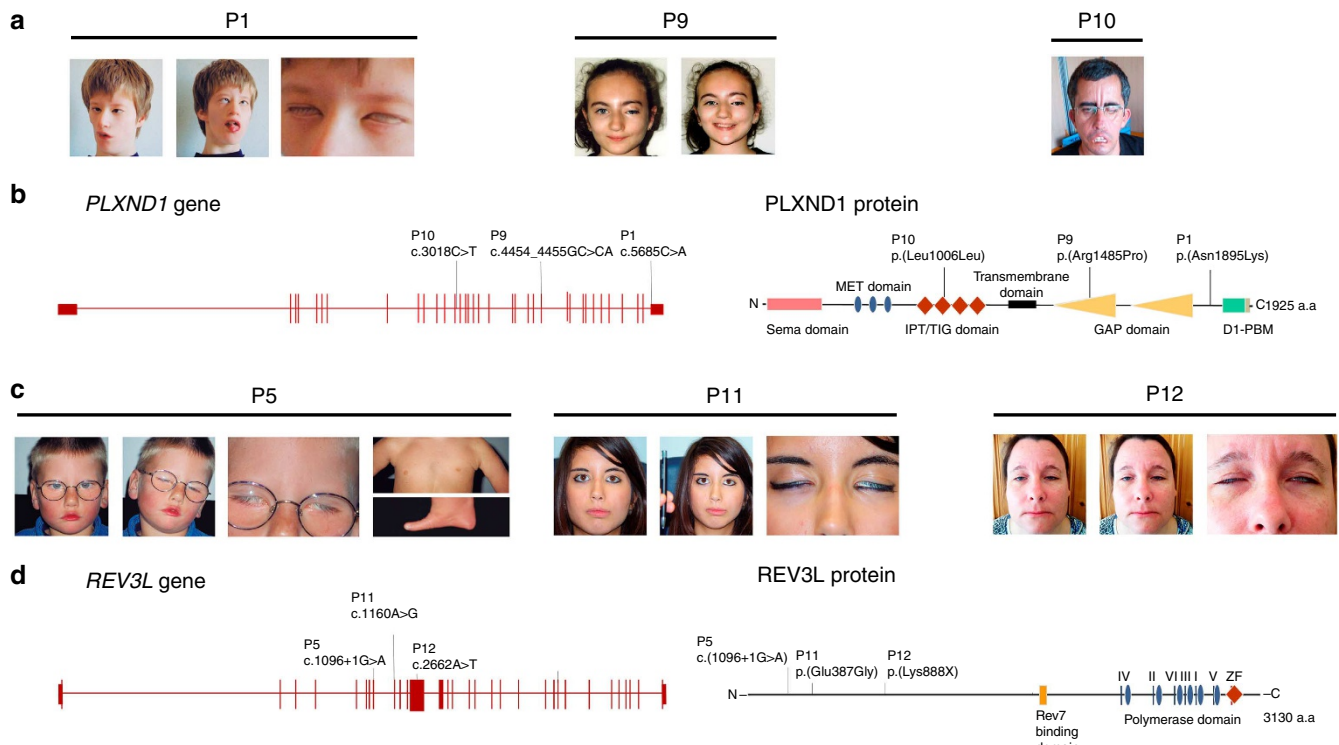 a
P1
P9
P10
b
PLXND1 gene
PLXND1 protein
P10
c.3018C>T
P9
c.4454_4455GC>CA
P1
c.5685C>A
P10
p.(Leu1006Leu)
P9
p.(Arg1485Pro)
P1
p.(Asn1895Lys)
MET domain
Transmembrane
domain
N
C1925 a.a
Sema domain
IPT/TIG domain
GAP domain
D1-PBM
c
P5
P11
P12
d
REV3L gene
REV3L protein
P11
c.1160A>G
P5
c.1096+1G>A
P12
c.2662A>T
P5
c.(1096+1G>A)
P11
p.(Glu387Gly)
P12
p.(Lys888X)
IV II VI III I V ZF
N–
–C
3130 a.a
Rev7
binding
Polymerase domain